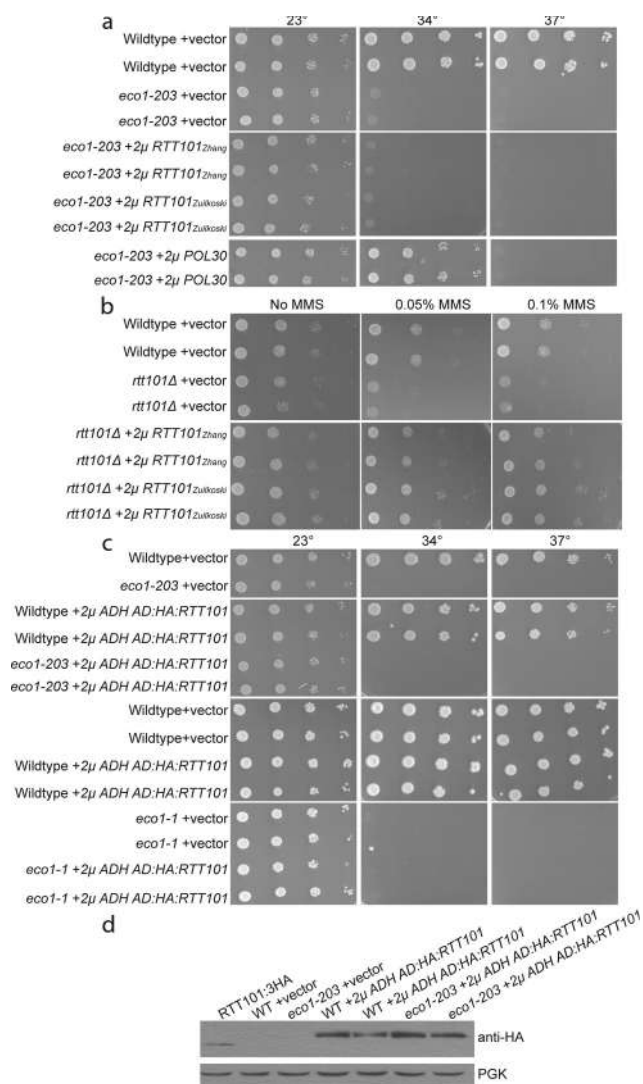 a
23° 34° 37°
Wildtype +vector
Wildtype +vector
eco1-203 +vector
eco1-203 +vector
eco1-203 +2μ RTT101Zhang
eco1-203 +2μ RTT101Zhang
eco1-203 +2μ RTT101Zuilkoski
eco1-203 +2μ RTT101Zuilkoski
eco1-203 +2μ POL30
eco1-203 +2μ POL30
b
No MMS 0.05% MMS 0.1% MMS
Wildtype +vector
Wildtype +vector
rtt101Δ +vector
rtt101Δ +vector
rtt101Δ +2μ RTT101Zhang
rtt101Δ +2μ RTT101Zhang
rtt101Δ +2μ RTT101Zuilkoski
rtt101Δ +2μ RTT101Zuilkoski
c
23° 34° 37°
Wildtype+vector
eco1-203 +vector
Wildtype +2μ ADH AD:HA:RTT101
Wildtype +2μ ADH AD:HA:RTT101
eco1-203 +2μ ADH AD:HA:RTT101
eco1-203 +2μ ADH AD:HA:RTT101
Wildtype+vector
Wildtype+vector
Wildtype +2μ ADH AD:HA:RTT101
Wildtype +2μ ADH AD:HA:RTT101
eco1-1 +vector
eco1-1 +vector
eco1-1 +2μ ADH AD:HA:RTT101
eco1-1 +2μ ADH AD:HA:RTT101
d
RTT101:3HA
WT +vector
eco1-203 +vector
WT +2μ ADH AD:HA:RTT101
WT +2μ ADH AD:HA:RTT101
eco1-203 +2μ ADH AD:HA:RTT101
eco1-203 +2μ ADH AD:HA:RTT101
anti-HA
PGK